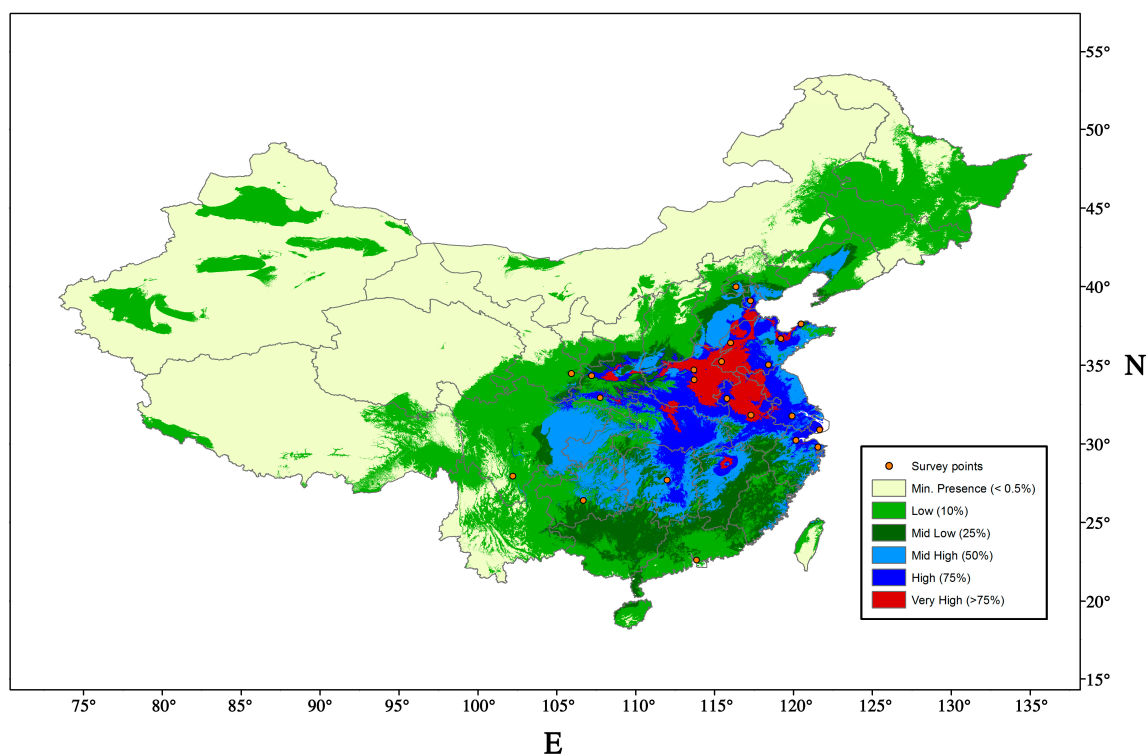 55°
50°
45°
40°
35°
30°
25°
20°
15°
N
Survey points
Min. Presence (< 0.5%)
Low (10%)
Mid Low (25%)
Mid High (50%)
High (75%)
Very High (>75%)
75° 80° 85° 90° 95° 100° 105° 110° 115° 120° 125° 130° 135°
E